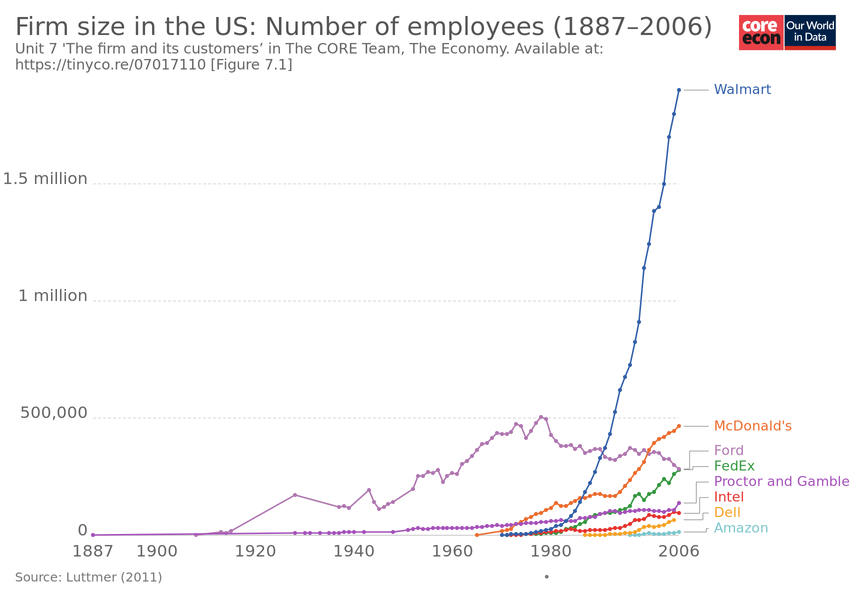 Firm size in the US: Number of employees (1887–2006)
Unit 7 'The firm and its customers’ in The CORE Team, The Economy. Available at:
https://tinyco.re/07017110 [Figure 7.1]
core
econ
Our World
in Data
Walmart
1.5 million
1 million
500,000
McDonald's
Ford
FedEx
Proctor and Gamble
Intel
Dell
Amazon
0
1887 1900 1920 1940 1960 1980 2006
Source: Luttmer (2011)